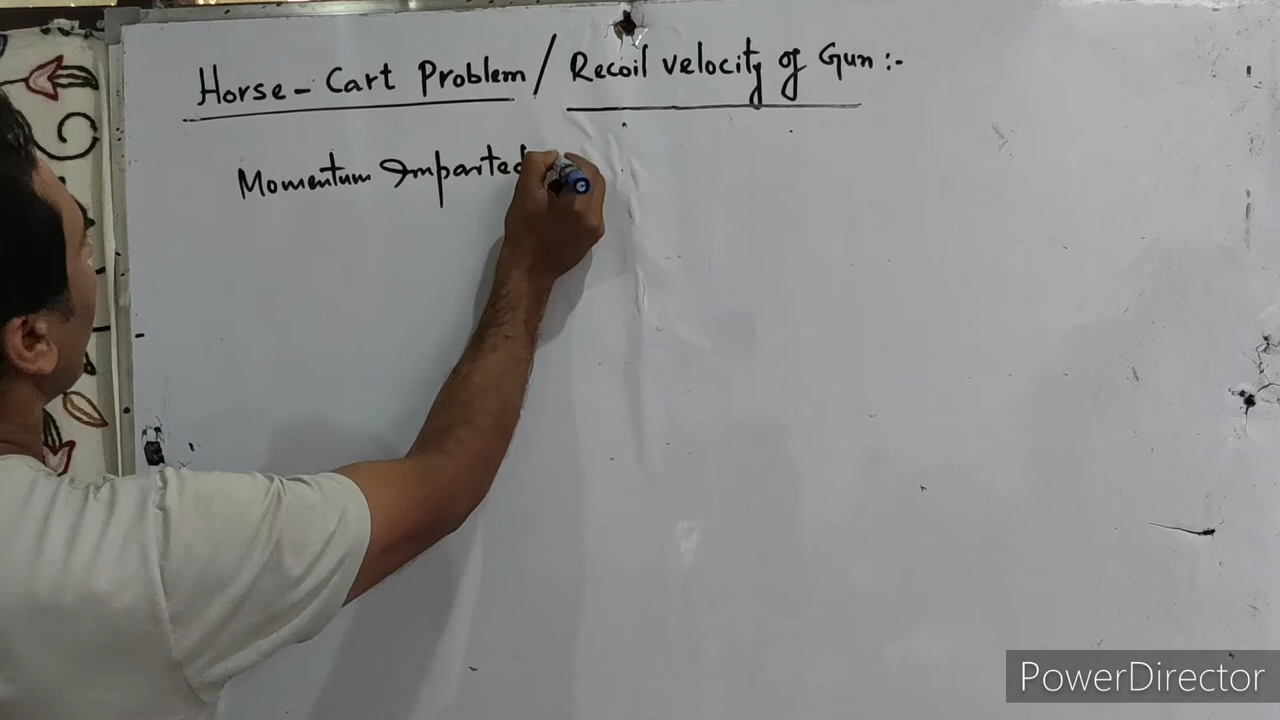 Horse - Cart Problem / Recoil velocity of Gun :-
Momentum Imparted
PowerDirector